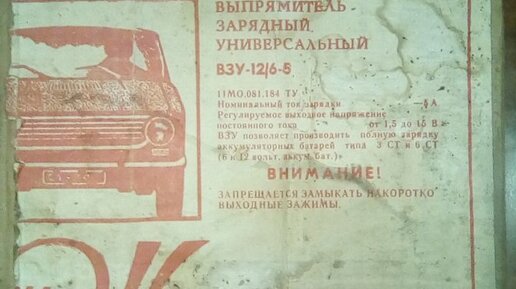 ВЫПРЯМИТЕЛЬ
ЗАРЯДНЫЙ
УНИВЕРСАЛЬНЫЙ
ВЗУ-12/6-5
11МО.081.184 ТУ
Номинальный ток зарядки —5 А
Регулируемое выходное напряжение
постоянного тока от 1,5 до 15 В
ВЗУ позволяет производить полную зарядку
аккумуляторных батарей типа 3 СТ и 6 СТ
(6 и 12 вольт. аккум. бат.)
ВНИМАНИЕ!
ЗАПРЕЩАЕТСЯ ЗАМЫКАТЬ НАКОРОТКО
ВЫХОДНЫЕ ЗАЖИМЫ.